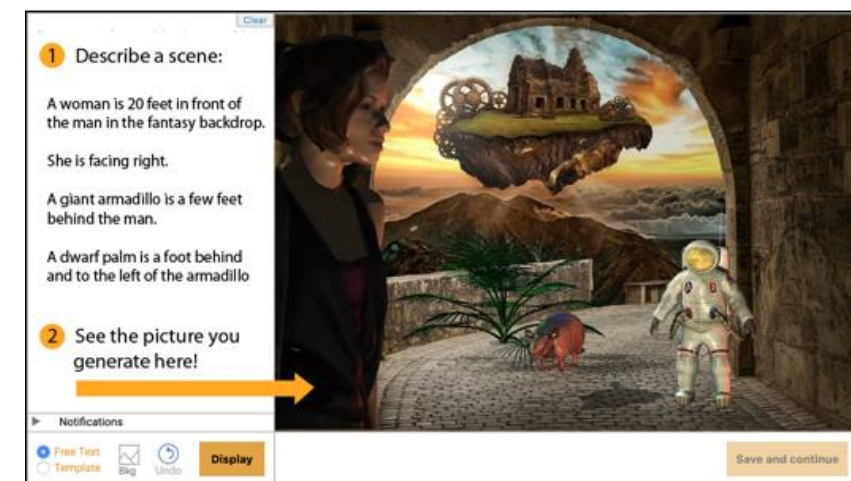 Clear
1 Describe a scene:
A woman is 20 feet in front of
the man in the fantasy backdrop.
She is facing right.
A giant armadillo is a few feet
behind the man.
A dwarf palm is a foot behind
and to the left of the armadillo
2 See the picture you
generate here!
Notifications
Free Text
Template
Bkg
Undo
Display
Save and continue